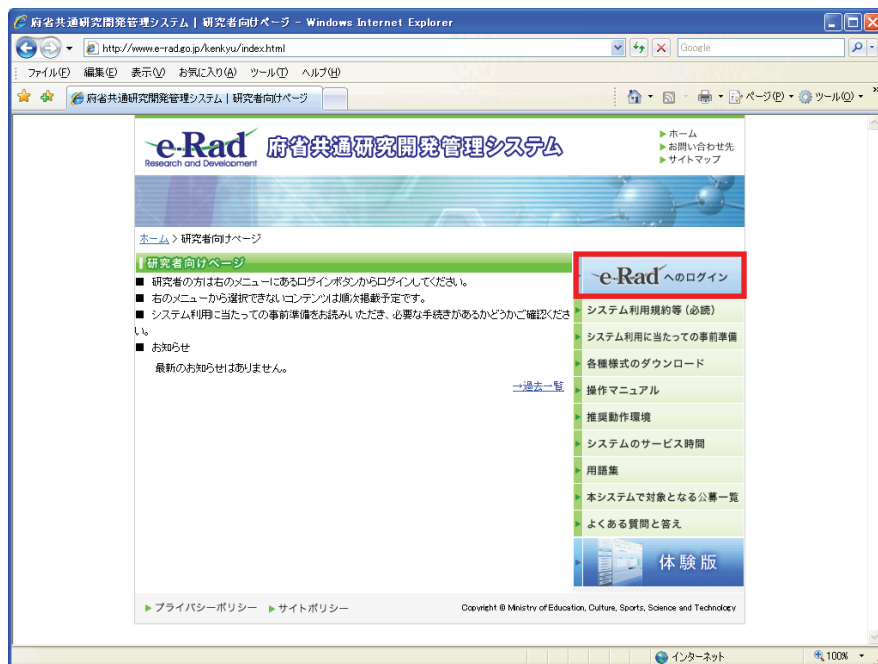 府省共通研究開発管理システム | 研究者向けページ - Windows Internet Explorer
http://www.e-rad.go.jp/kenkyu/index.html
Google
ファイル(F) 編集(E) 表示(V) お気に入り(A) ツール(T) ヘルプ(H)
府省共通研究開発管理システム | 研究者向けページ
ページ(P) ツール(O)
e-Rad
Research and Development
府省共通研究開発管理システム
ホーム
お問い合わせ先
サイトマップ
ホーム > 研究者向けページ
研究者向けページ
■ 研究者の方は右のメニューにあるログインボタンからログインしてください。
■ 右のメニューから選択できないコンテンツは順次掲載予定です。
■ システム利用に当たっての事前準備をお読みいただき、必要な手続きがあるかどうかご確認くださ
い。
■ お知らせ
最新のお知らせはありません。
→過去一覧
e-Radへのログイン
システム利用規約等(必読)
システム利用に当たっての事前準備
各種様式のダウンロード
操作マニュアル
推奨動作環境
システムのサービス時間
用語集
本システムで対象となる公募一覧
よくある質問と答え
体験版
プライバシーポリシー サイトポリシー
Copyright @ Ministry of Education, Culture, Sports, Science and Technology
インターネット
100%